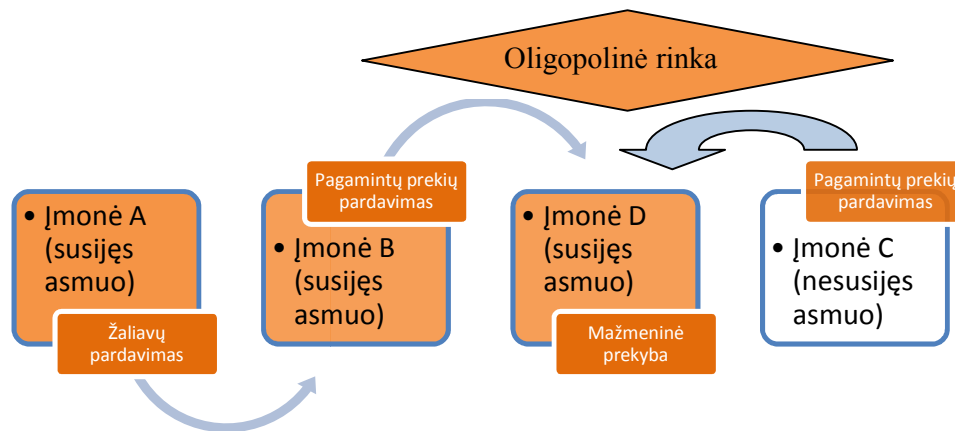 Oligopolinė rinka
• Įmonė A
(susijęs
asmuo)
Žaliavų
pardavimas
Pagamintų prekių
pardavimas
• Įmonė B
(susijęs
asmuo)
• Įmonė D
(susijęs
asmuo)
Mažmeninė
prekyba
Pagamintų prekių
pardavimas
• Įmonė C
(nesusijęs
asmuo)